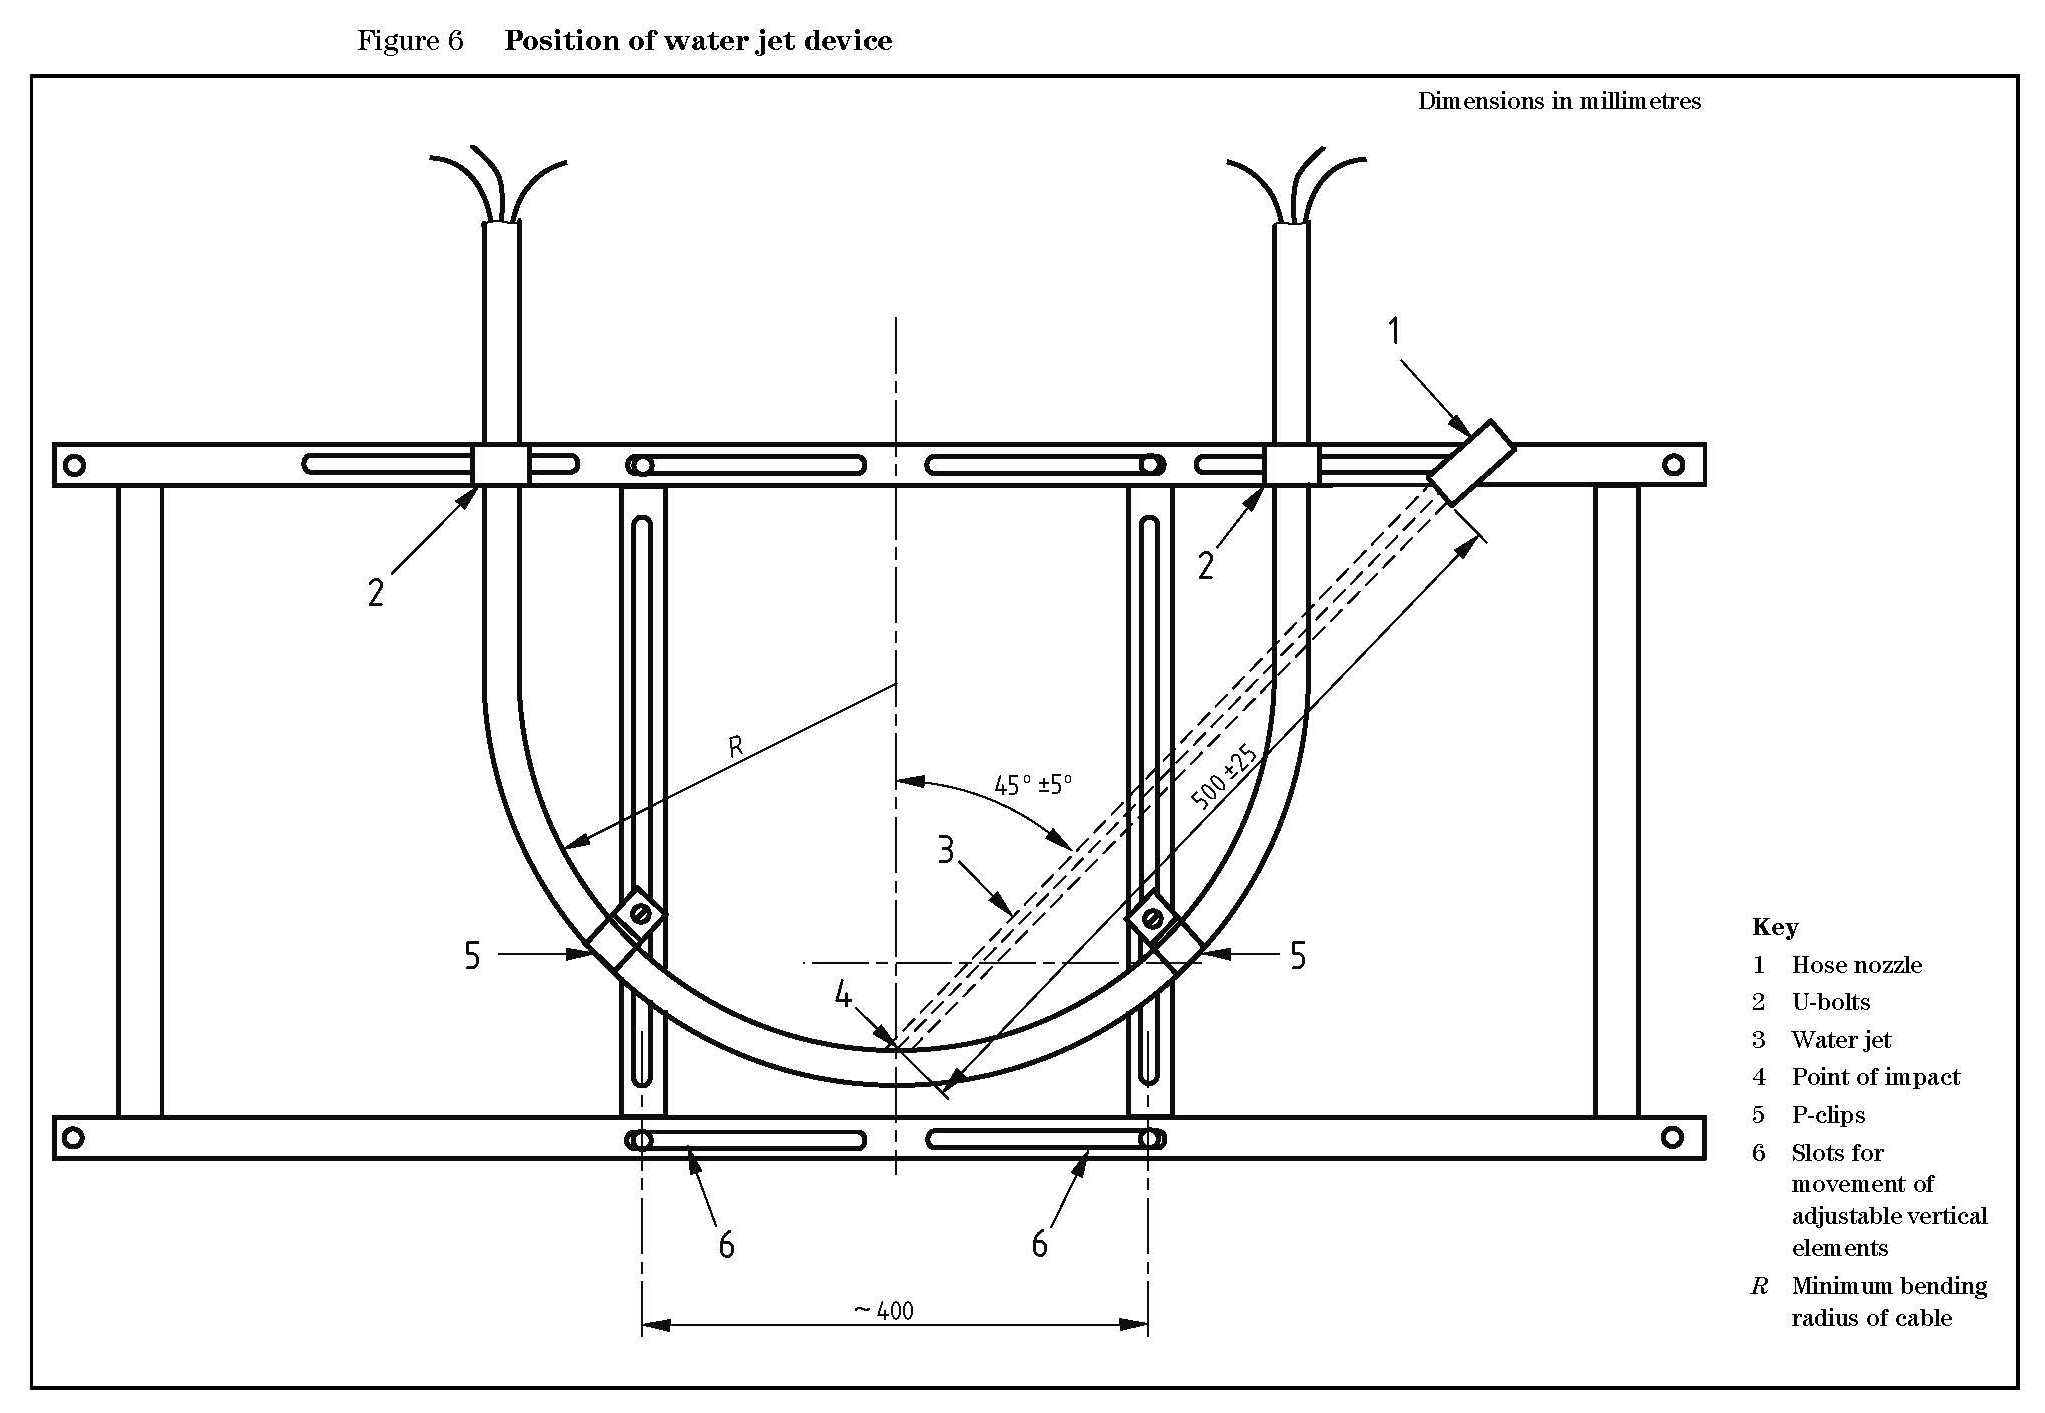 Figure 6 Position of water jet device
Dimensions in millimetres
1
2
2
R
45° ±5°
500 ±25
3
4
5
5
6
6
~ 400
Key
1 Hose nozzle
2 U-bolts
3 Water jet
4 Point of impact
5 P-clips
6 Slots for
movement of
adjustable vertical
elements
R Minimum bending
radius of cable